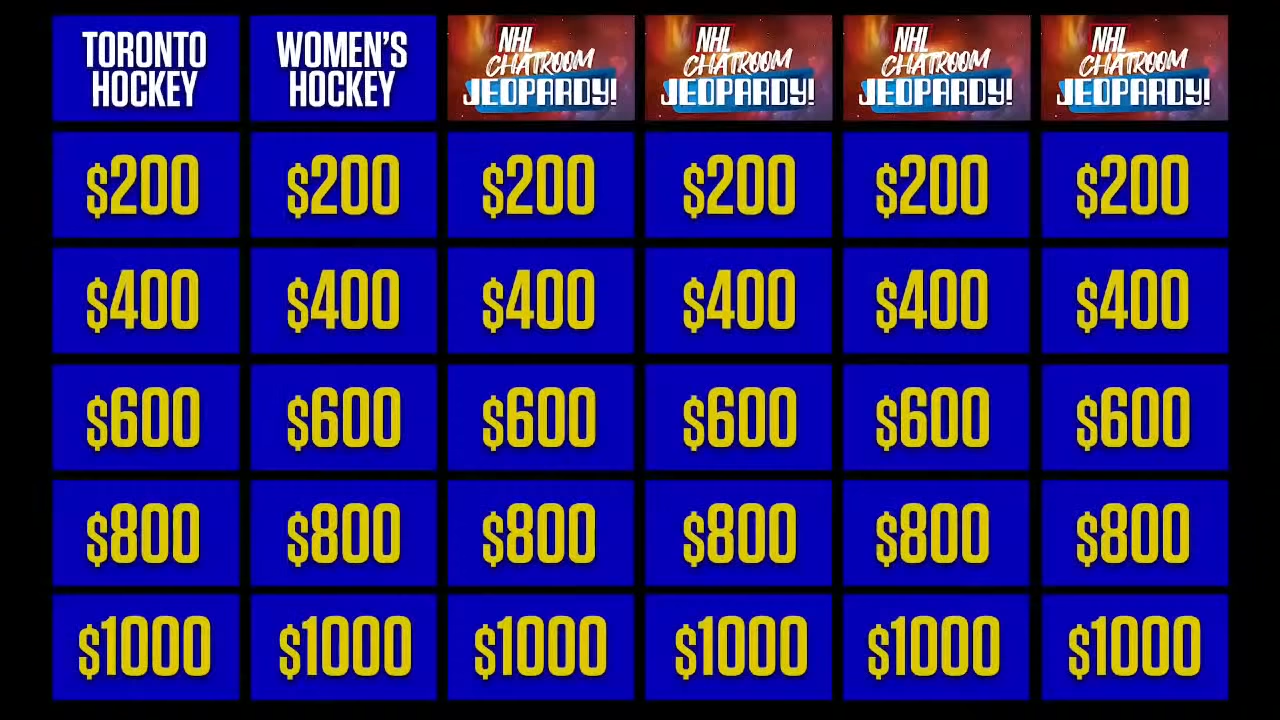 TORONTO
HOCKEY
WOMEN'S
HOCKEY
NHL
CHATROOM
JEOPARDY!
NHL
CHATROOM
JEOPARDY!
NHL
CHATROOM
JEOPARDY!
NHL
CHATROOM
JEOPARDY!
$200 $200 $200 $200 $200 $200
$400 $400 $400 $400 $400 $400
$600 $600 $600 $600 $600 $600
$800 $800 $800 $800 $800 $800
$1000 $1000 $1000 $1000 $1000 $1000